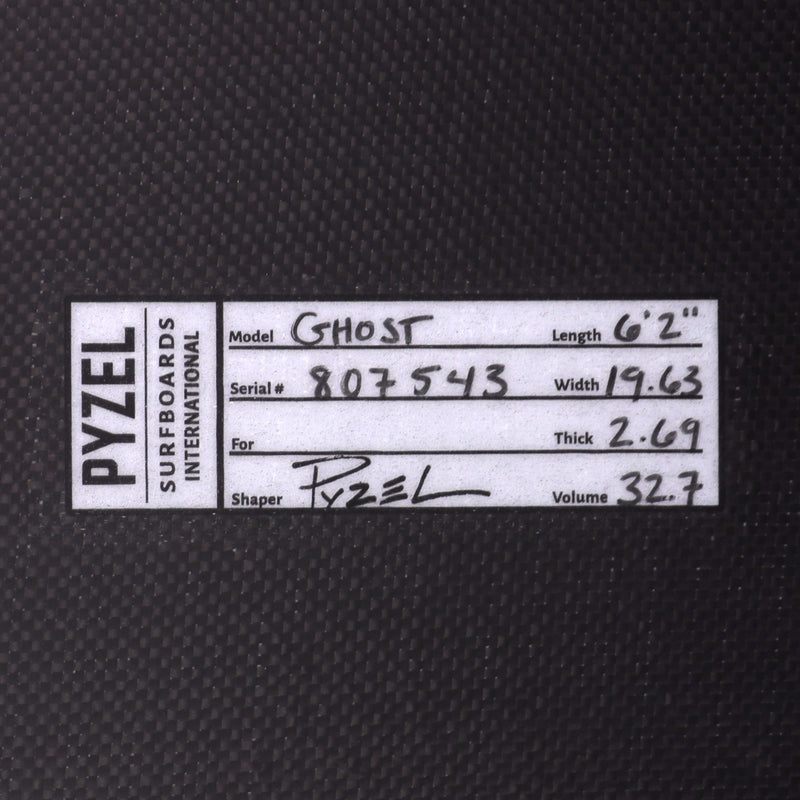 PYZEL
SURFBOARDS
INTERNATIONAL
Model GHOST Length 6'2"
Serial # 807543 Width 19.63
For Thick 2.69
Shaper PYZEL Volume 32.7